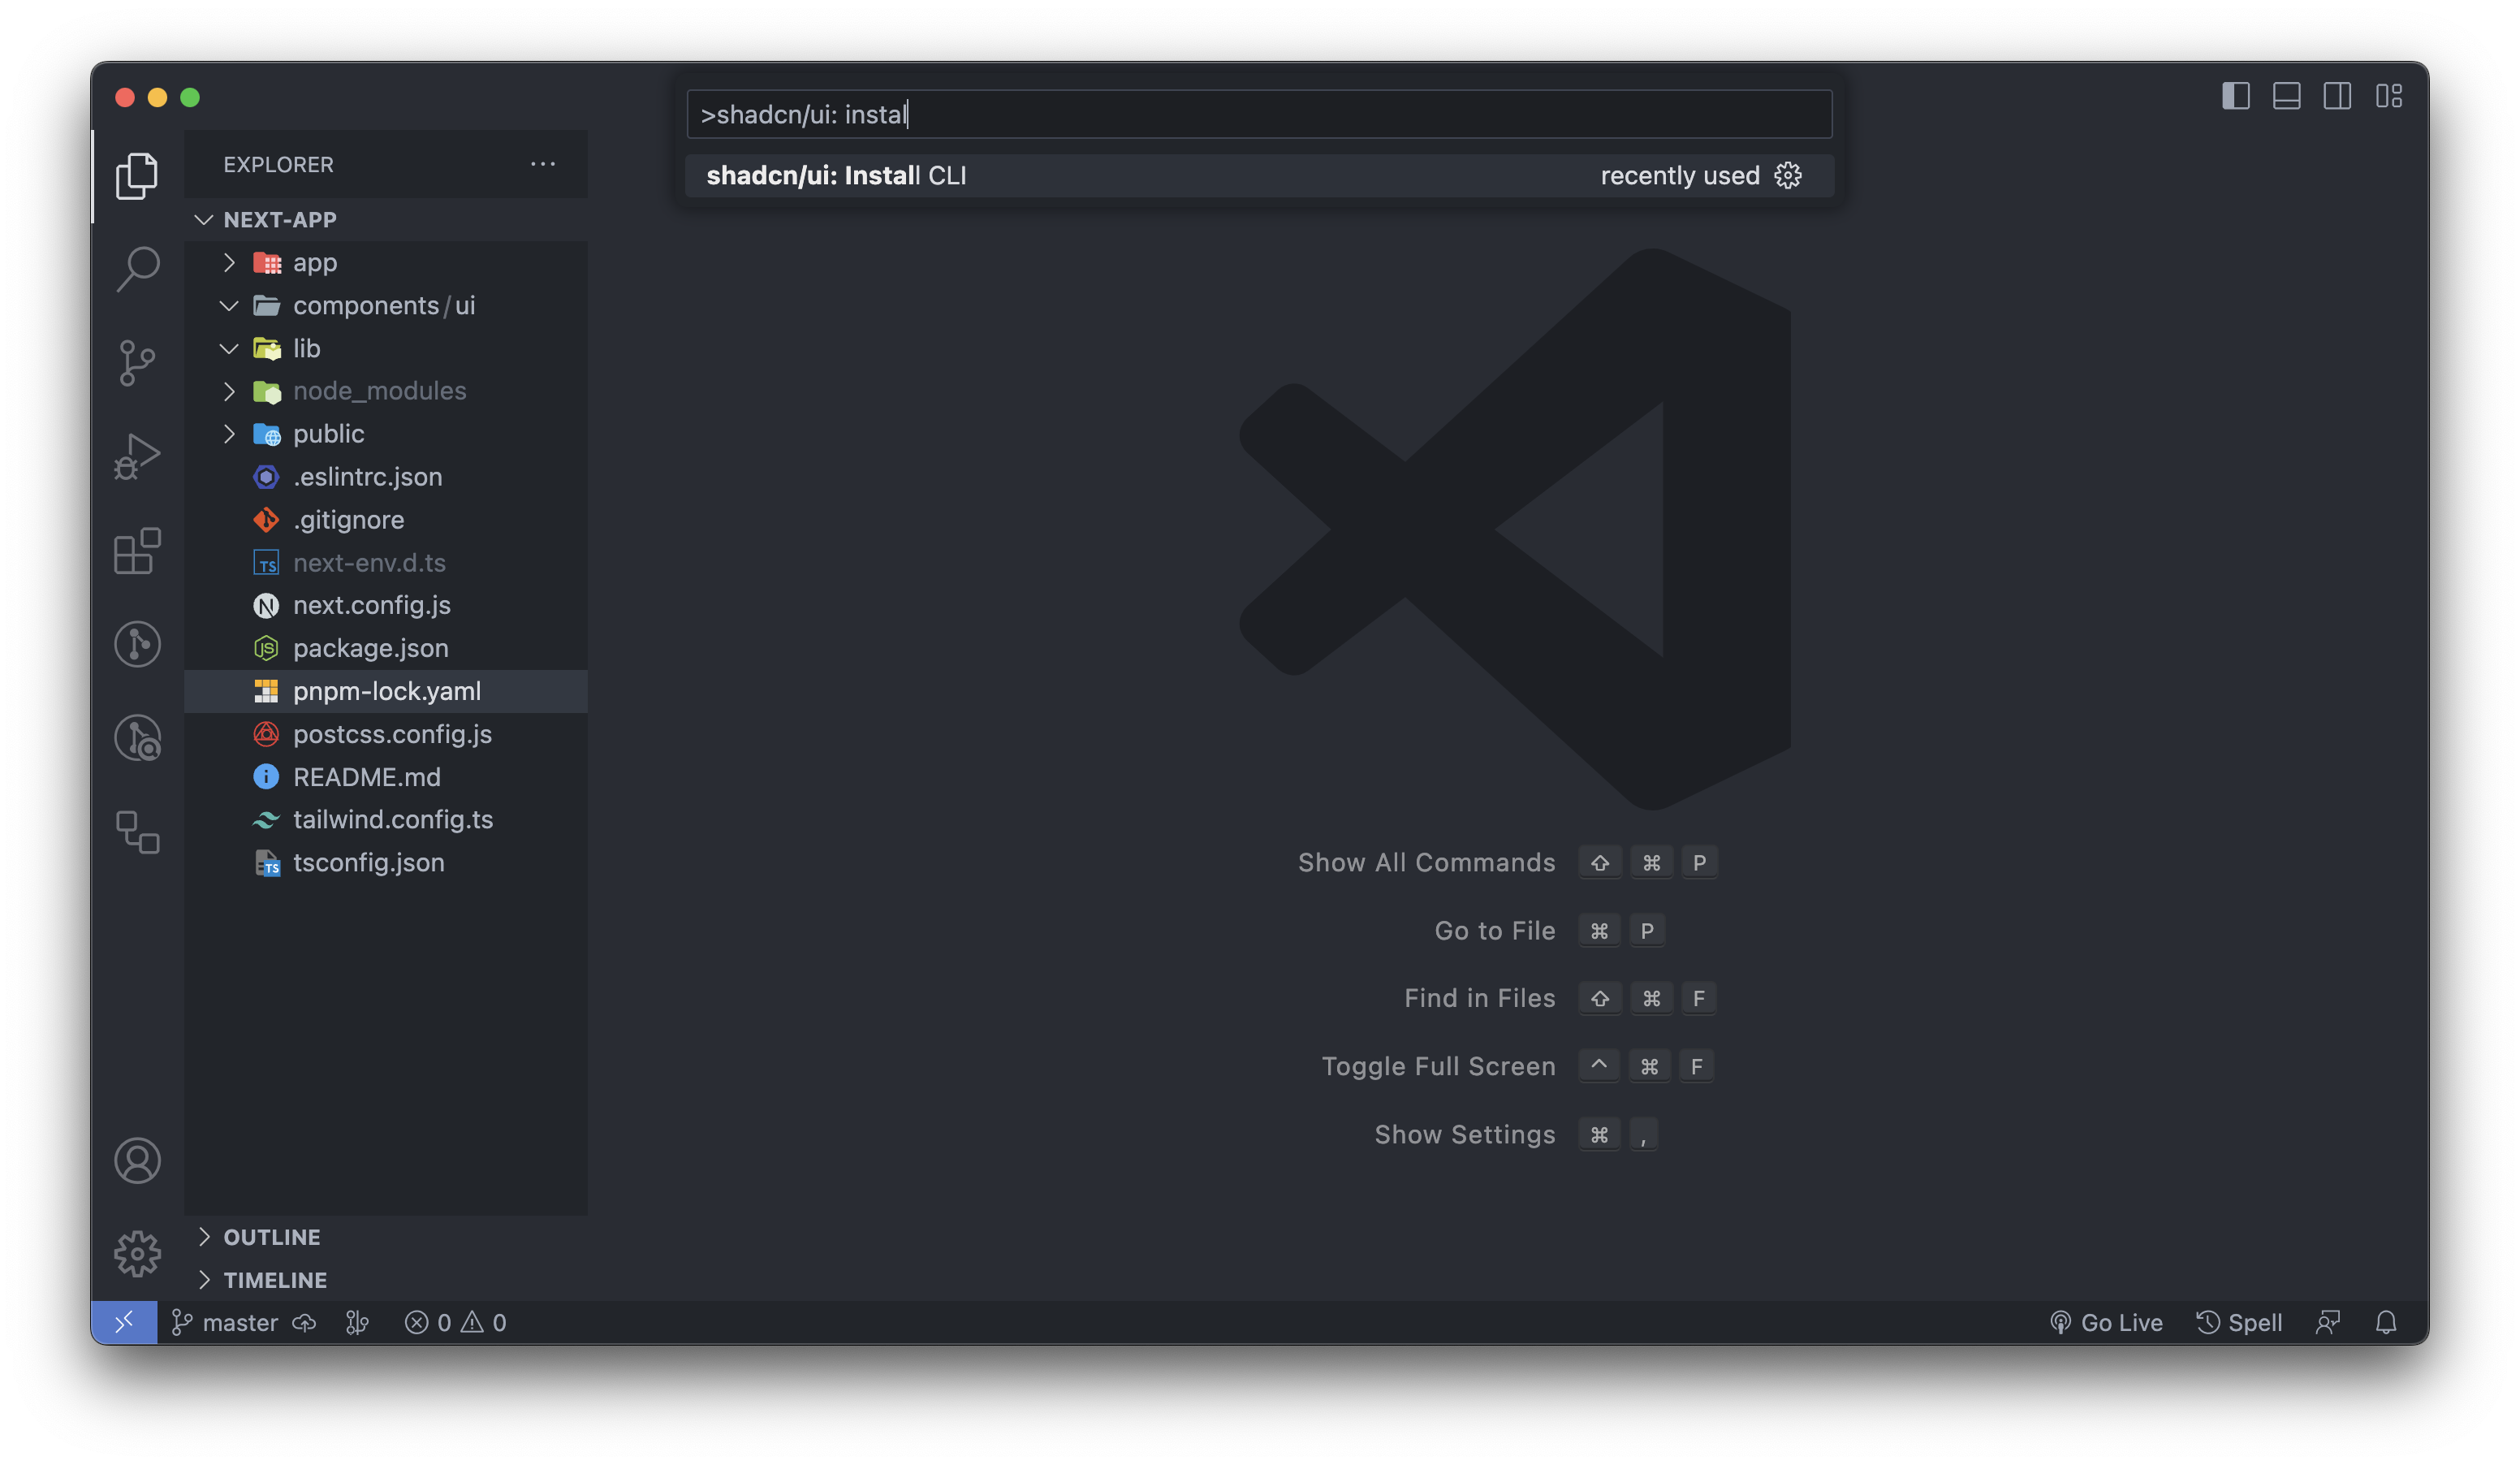 >shadcn/ui: instal
shadcn/ui: Install CLI recently used
EXPLORER
NEXT-APP
app
components/ui
lib
node_modules
public
.eslintrc.json
.gitignore
TS next-env.d.ts
N next.config.js
JS package.json
pnpm-lock.yaml
postcss.config.js
i README.md
tailwind.config.ts
TS tsconfig.json
OUTLINE
TIMELINE
Show All Commands ⇧ ⌘ P
Go to File ⌘ P
Find in Files ⇧ ⌘ F
Toggle Full Screen ^ ⌘ F
Show Settings ⌘ ,
master 0 0 Go Live Spell